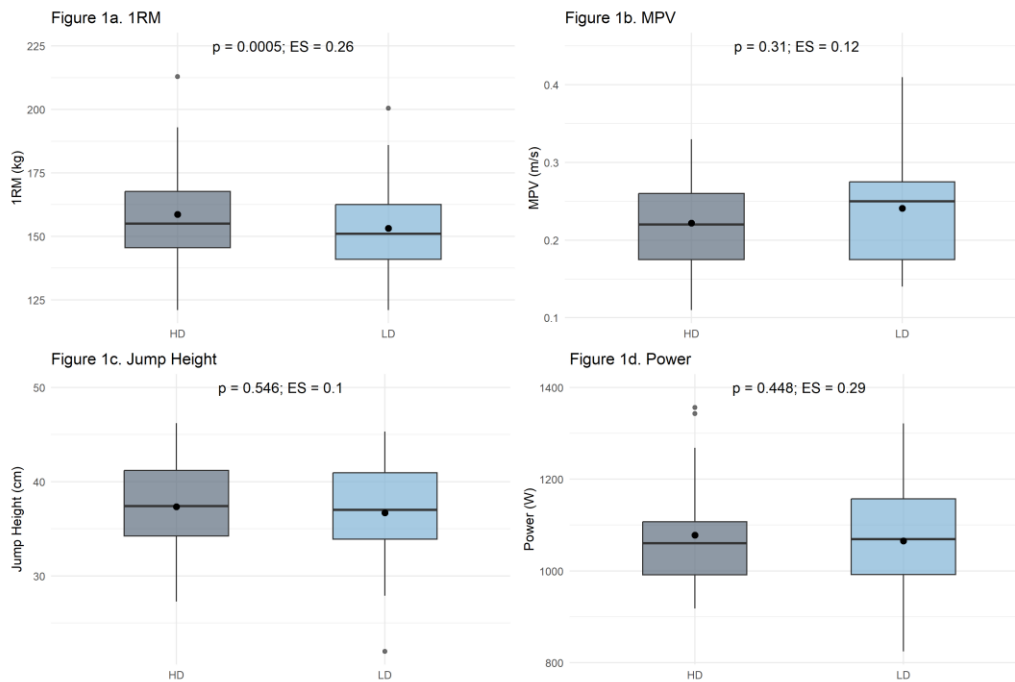 Figure 1a. 1RM
p = 0.0005; ES = 0.26
225
200
175
150
125
1RM (kg)
HD
LD
Figure 1b. MPV
p = 0.31; ES = 0.12
0.4
0.3
0.2
0.1
MPV (m/s)
HD
LD
Figure 1c. Jump Height
p = 0.546; ES = 0.1
50
40
30
Jump Height (cm)
HD
LD
Figure 1d. Power
p = 0.448; ES = 0.29
1400
1200
1000
800
Power (W)
HD
LD